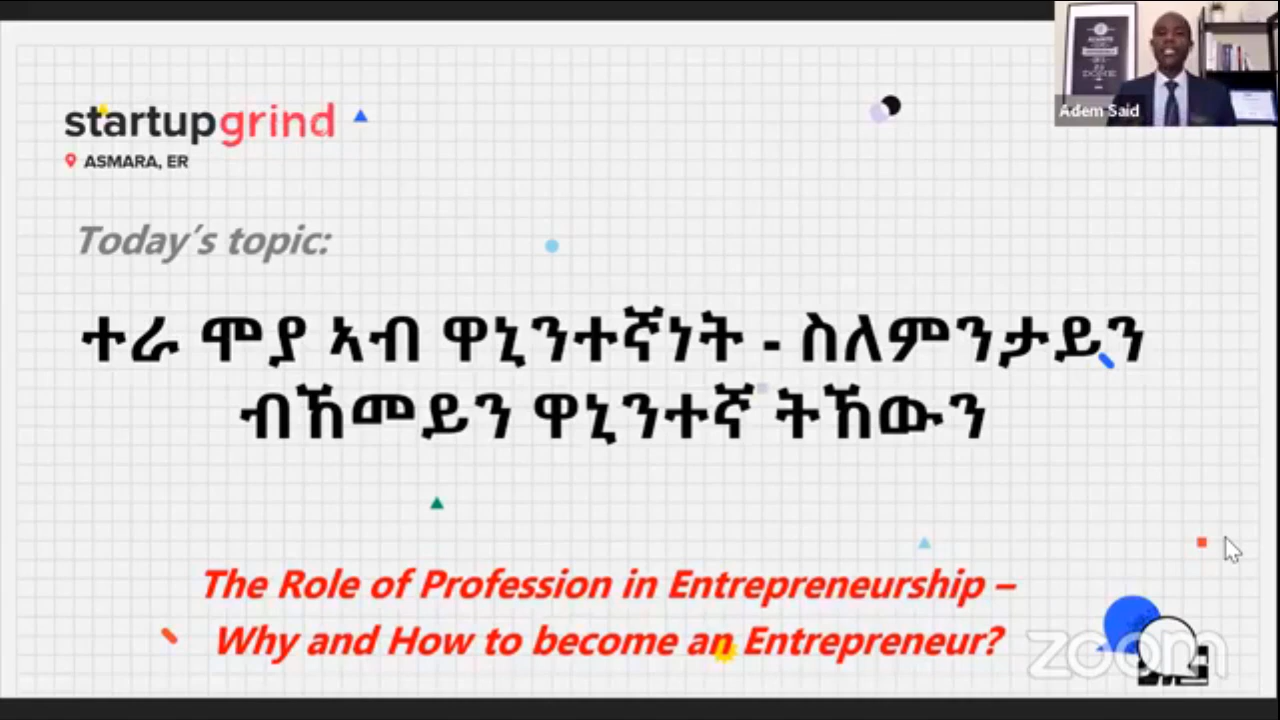 startupgrind
ASMARA, ER
Adem Said
Today's topic:
ተራ ሞያ ኣብ ዋኒንተኛነት - ስለምንታይን
ብኸመይን ዋኒንተኛ ትኸውን
The Role of Profession in Entrepreneurship –
Why and How to become an Entrepreneur?
zoom